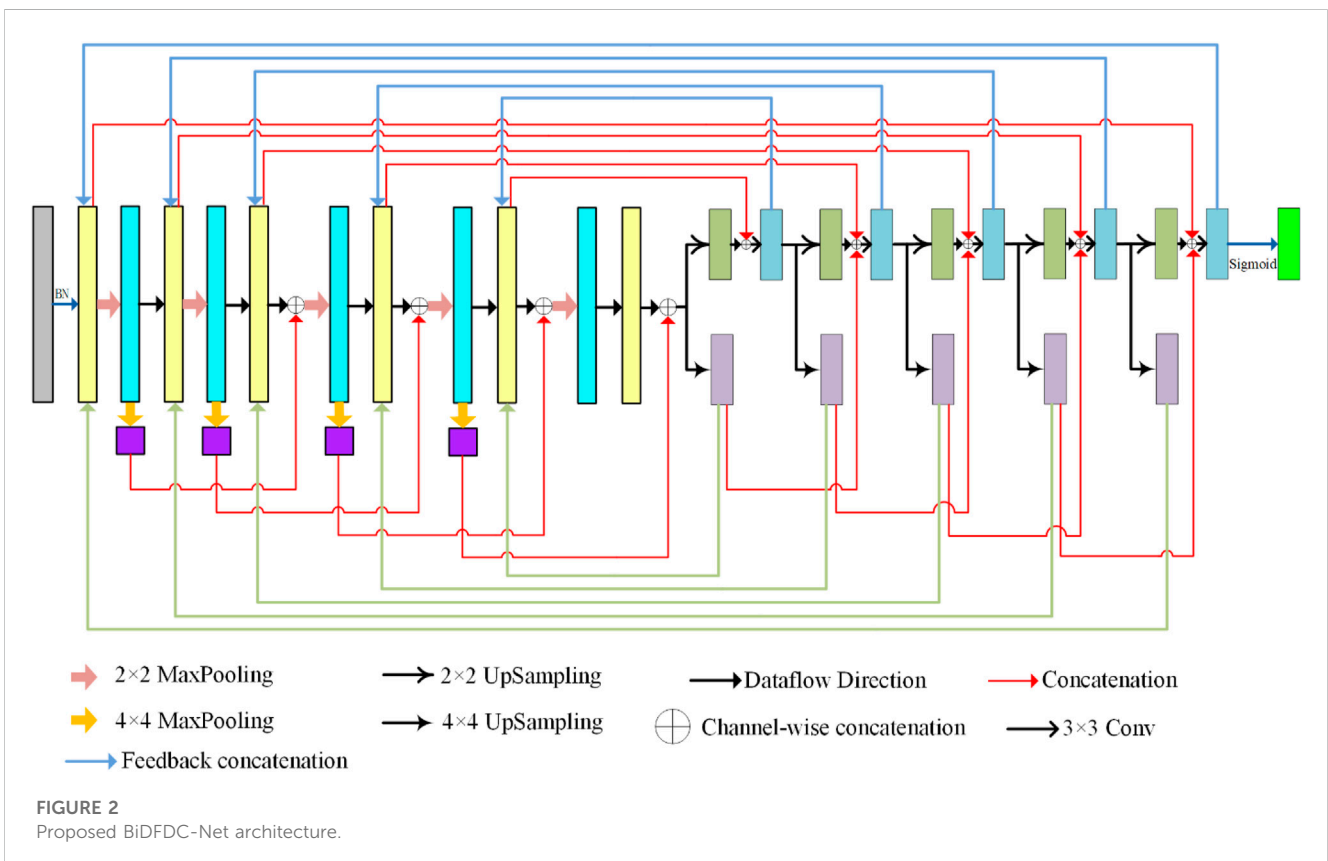 BN
Sigmoid
2×2 MaxPooling
2×2 UpSampling
Dataflow Direction
Concatenation
4×4 MaxPooling
4×4 UpSampling
Channel-wise concatenation
3×3 Conv
Feedback concatenation
FIGURE 2
Proposed BiDFDC-Net architecture.